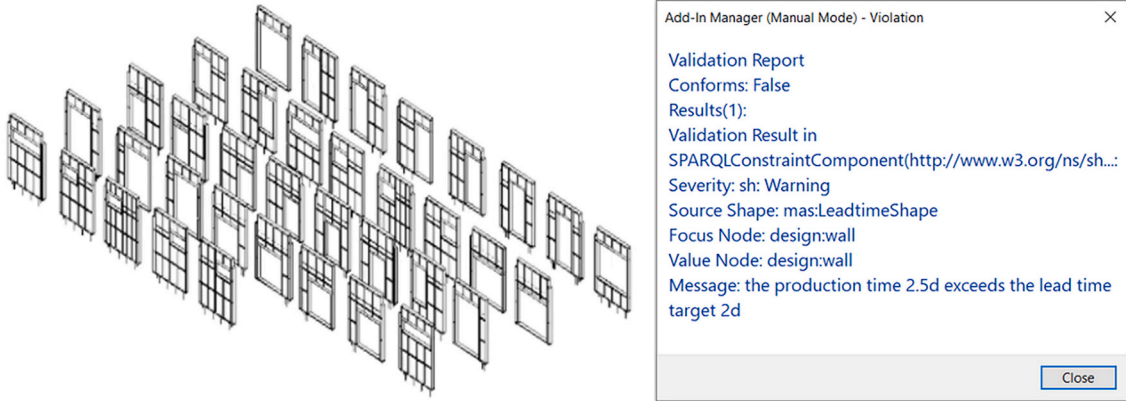 Add-In Manager (Manual Mode) - Violation
Validation Report
Conforms: False
Results(1):
Validation Result in
SPARQLConstraintComponent(http://www.w3.org/ns/sh...:
Severity: sh: Warning
Source Shape: mas:LeadtimeShape
Focus Node: design:wall
Value Node: design:wall
Message: the production time 2.5d exceeds the lead time
target 2d
Close